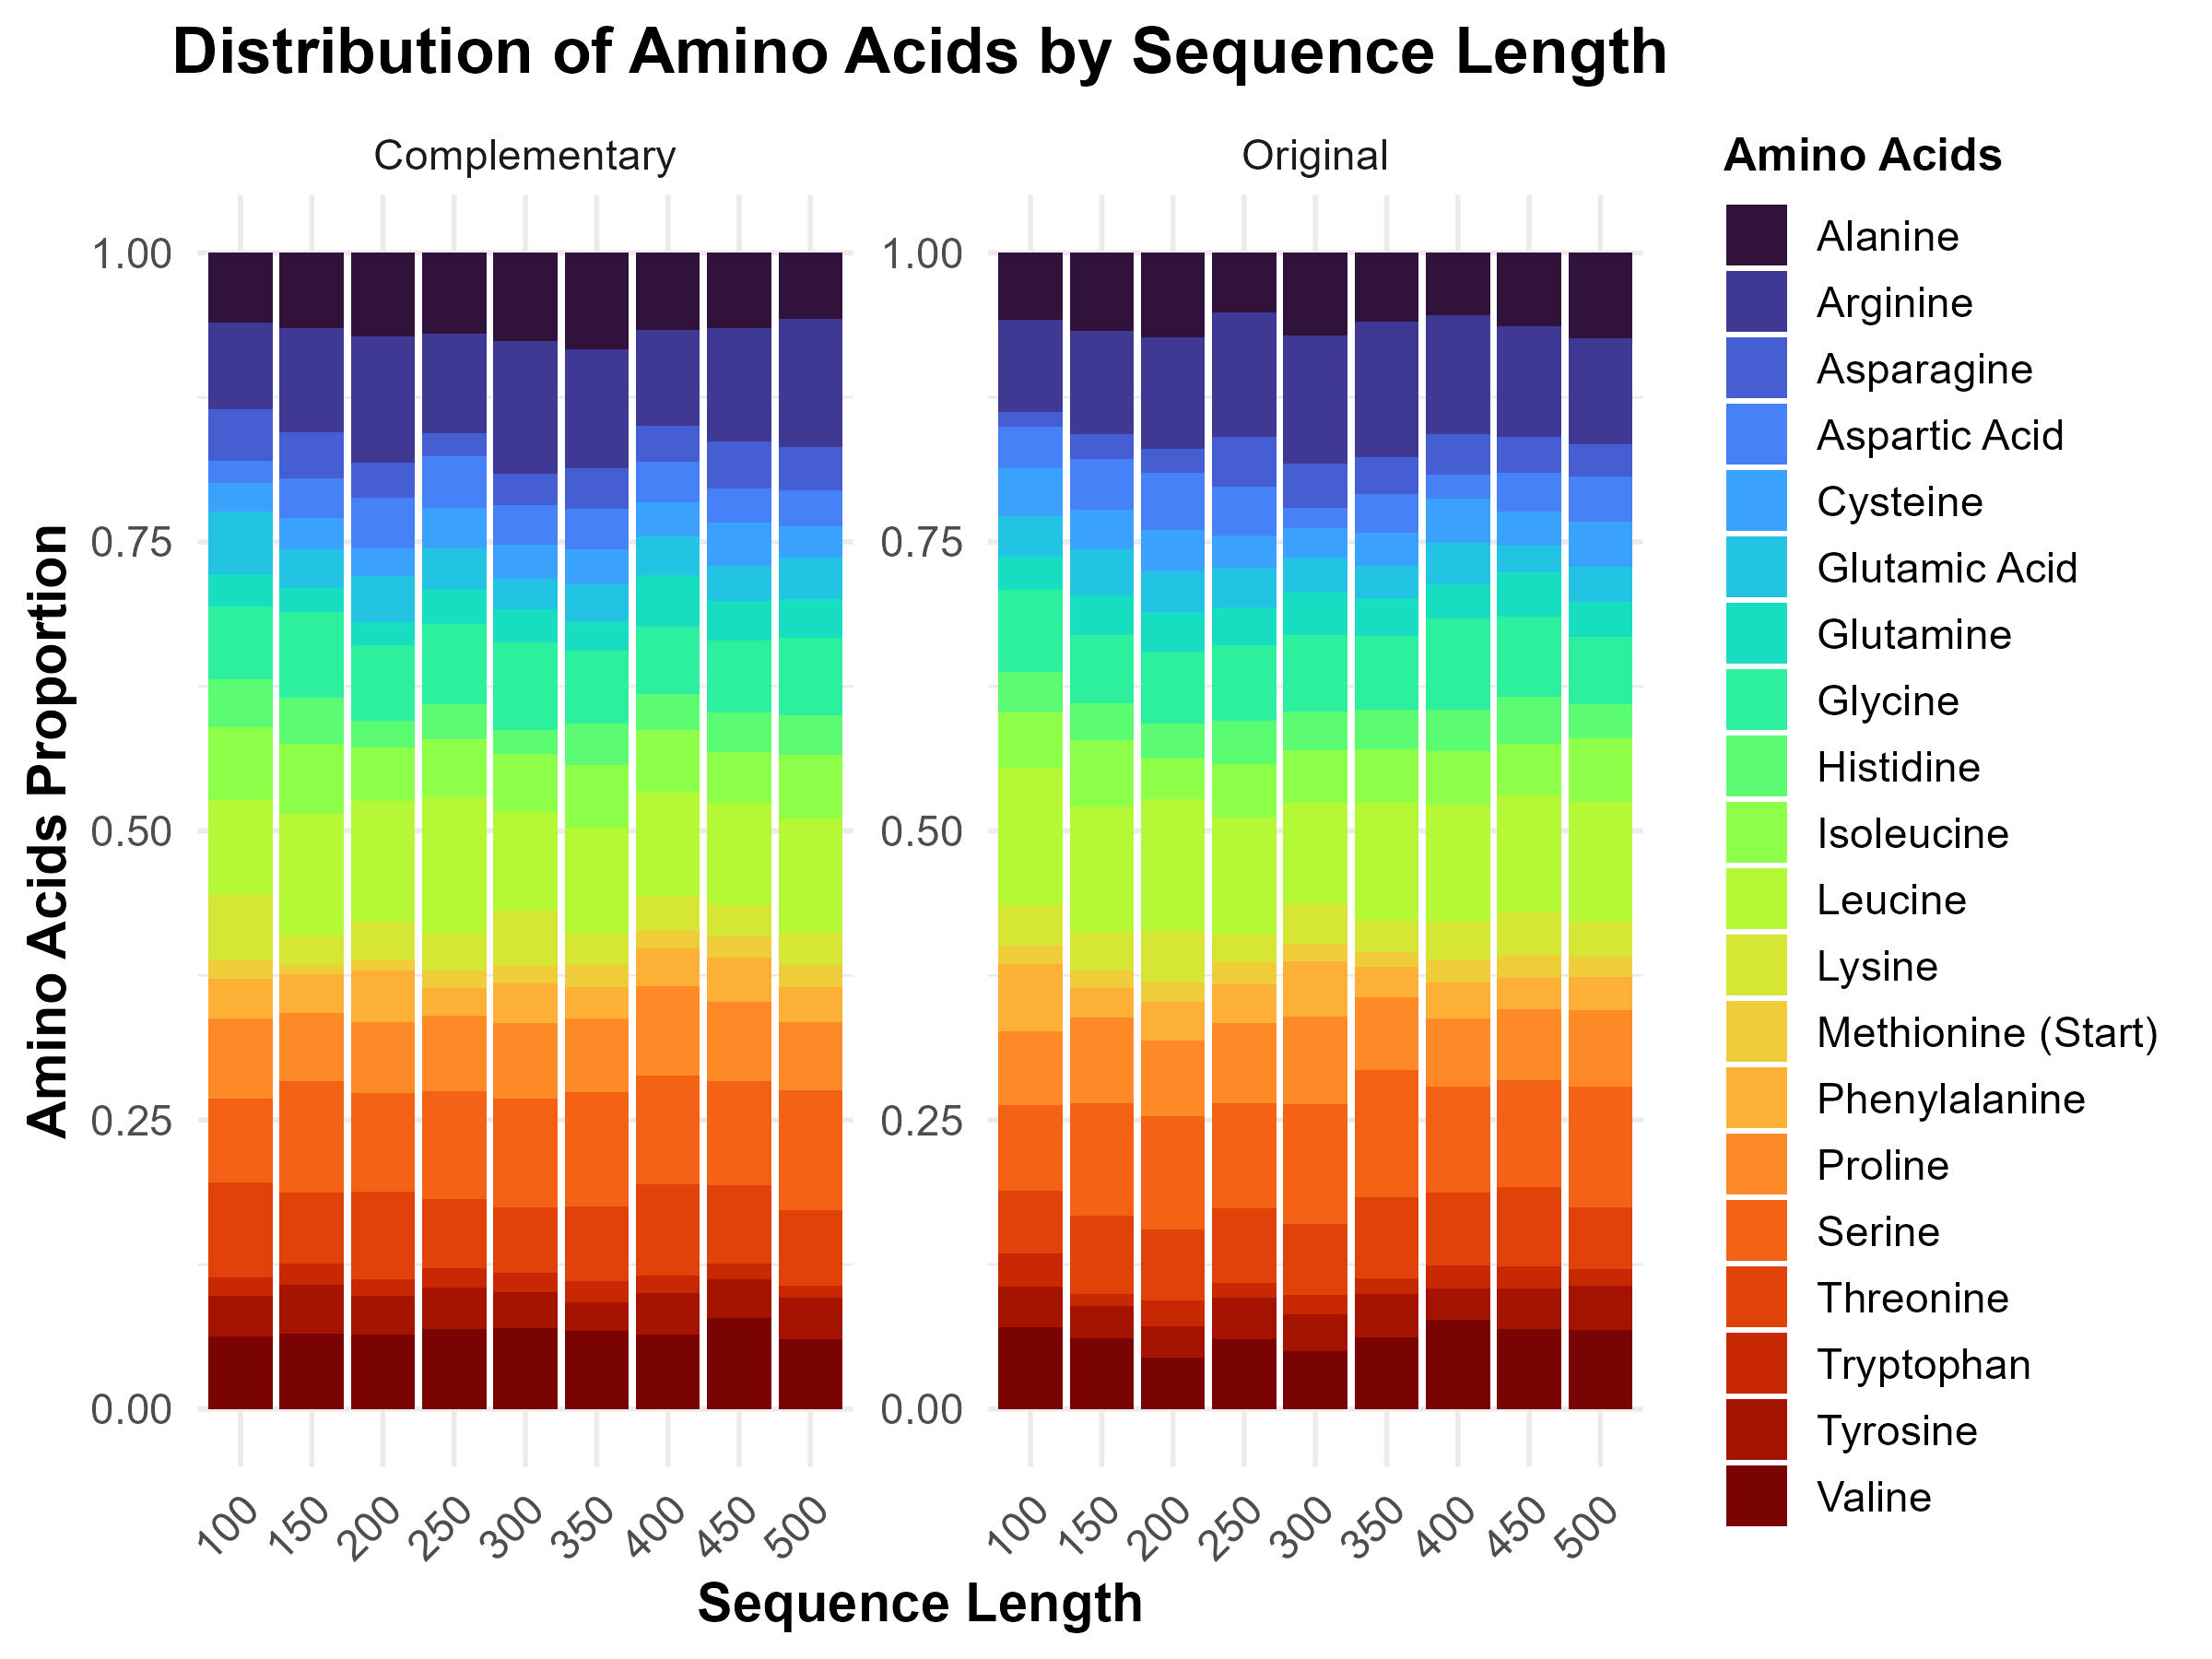 Distribution of Amino Acids by Sequence Length
Complementary
Original
Amino Acids Proportion
1.00
0.75
0.50
0.25
0.00
1.00
0.75
0.50
0.25
0.00
100 150 200 250 300 350 400 450 500
100 150 200 250 300 350 400 450 500
Sequence Length
Amino Acids
Alanine
Arginine
Asparagine
Aspartic Acid
Cysteine
Glutamic Acid
Glutamine
Glycine
Histidine
Isoleucine
Leucine
Lysine
Methionine (Start)
Phenylalanine
Proline
Serine
Threonine
Tryptophan
Tyrosine
Valine